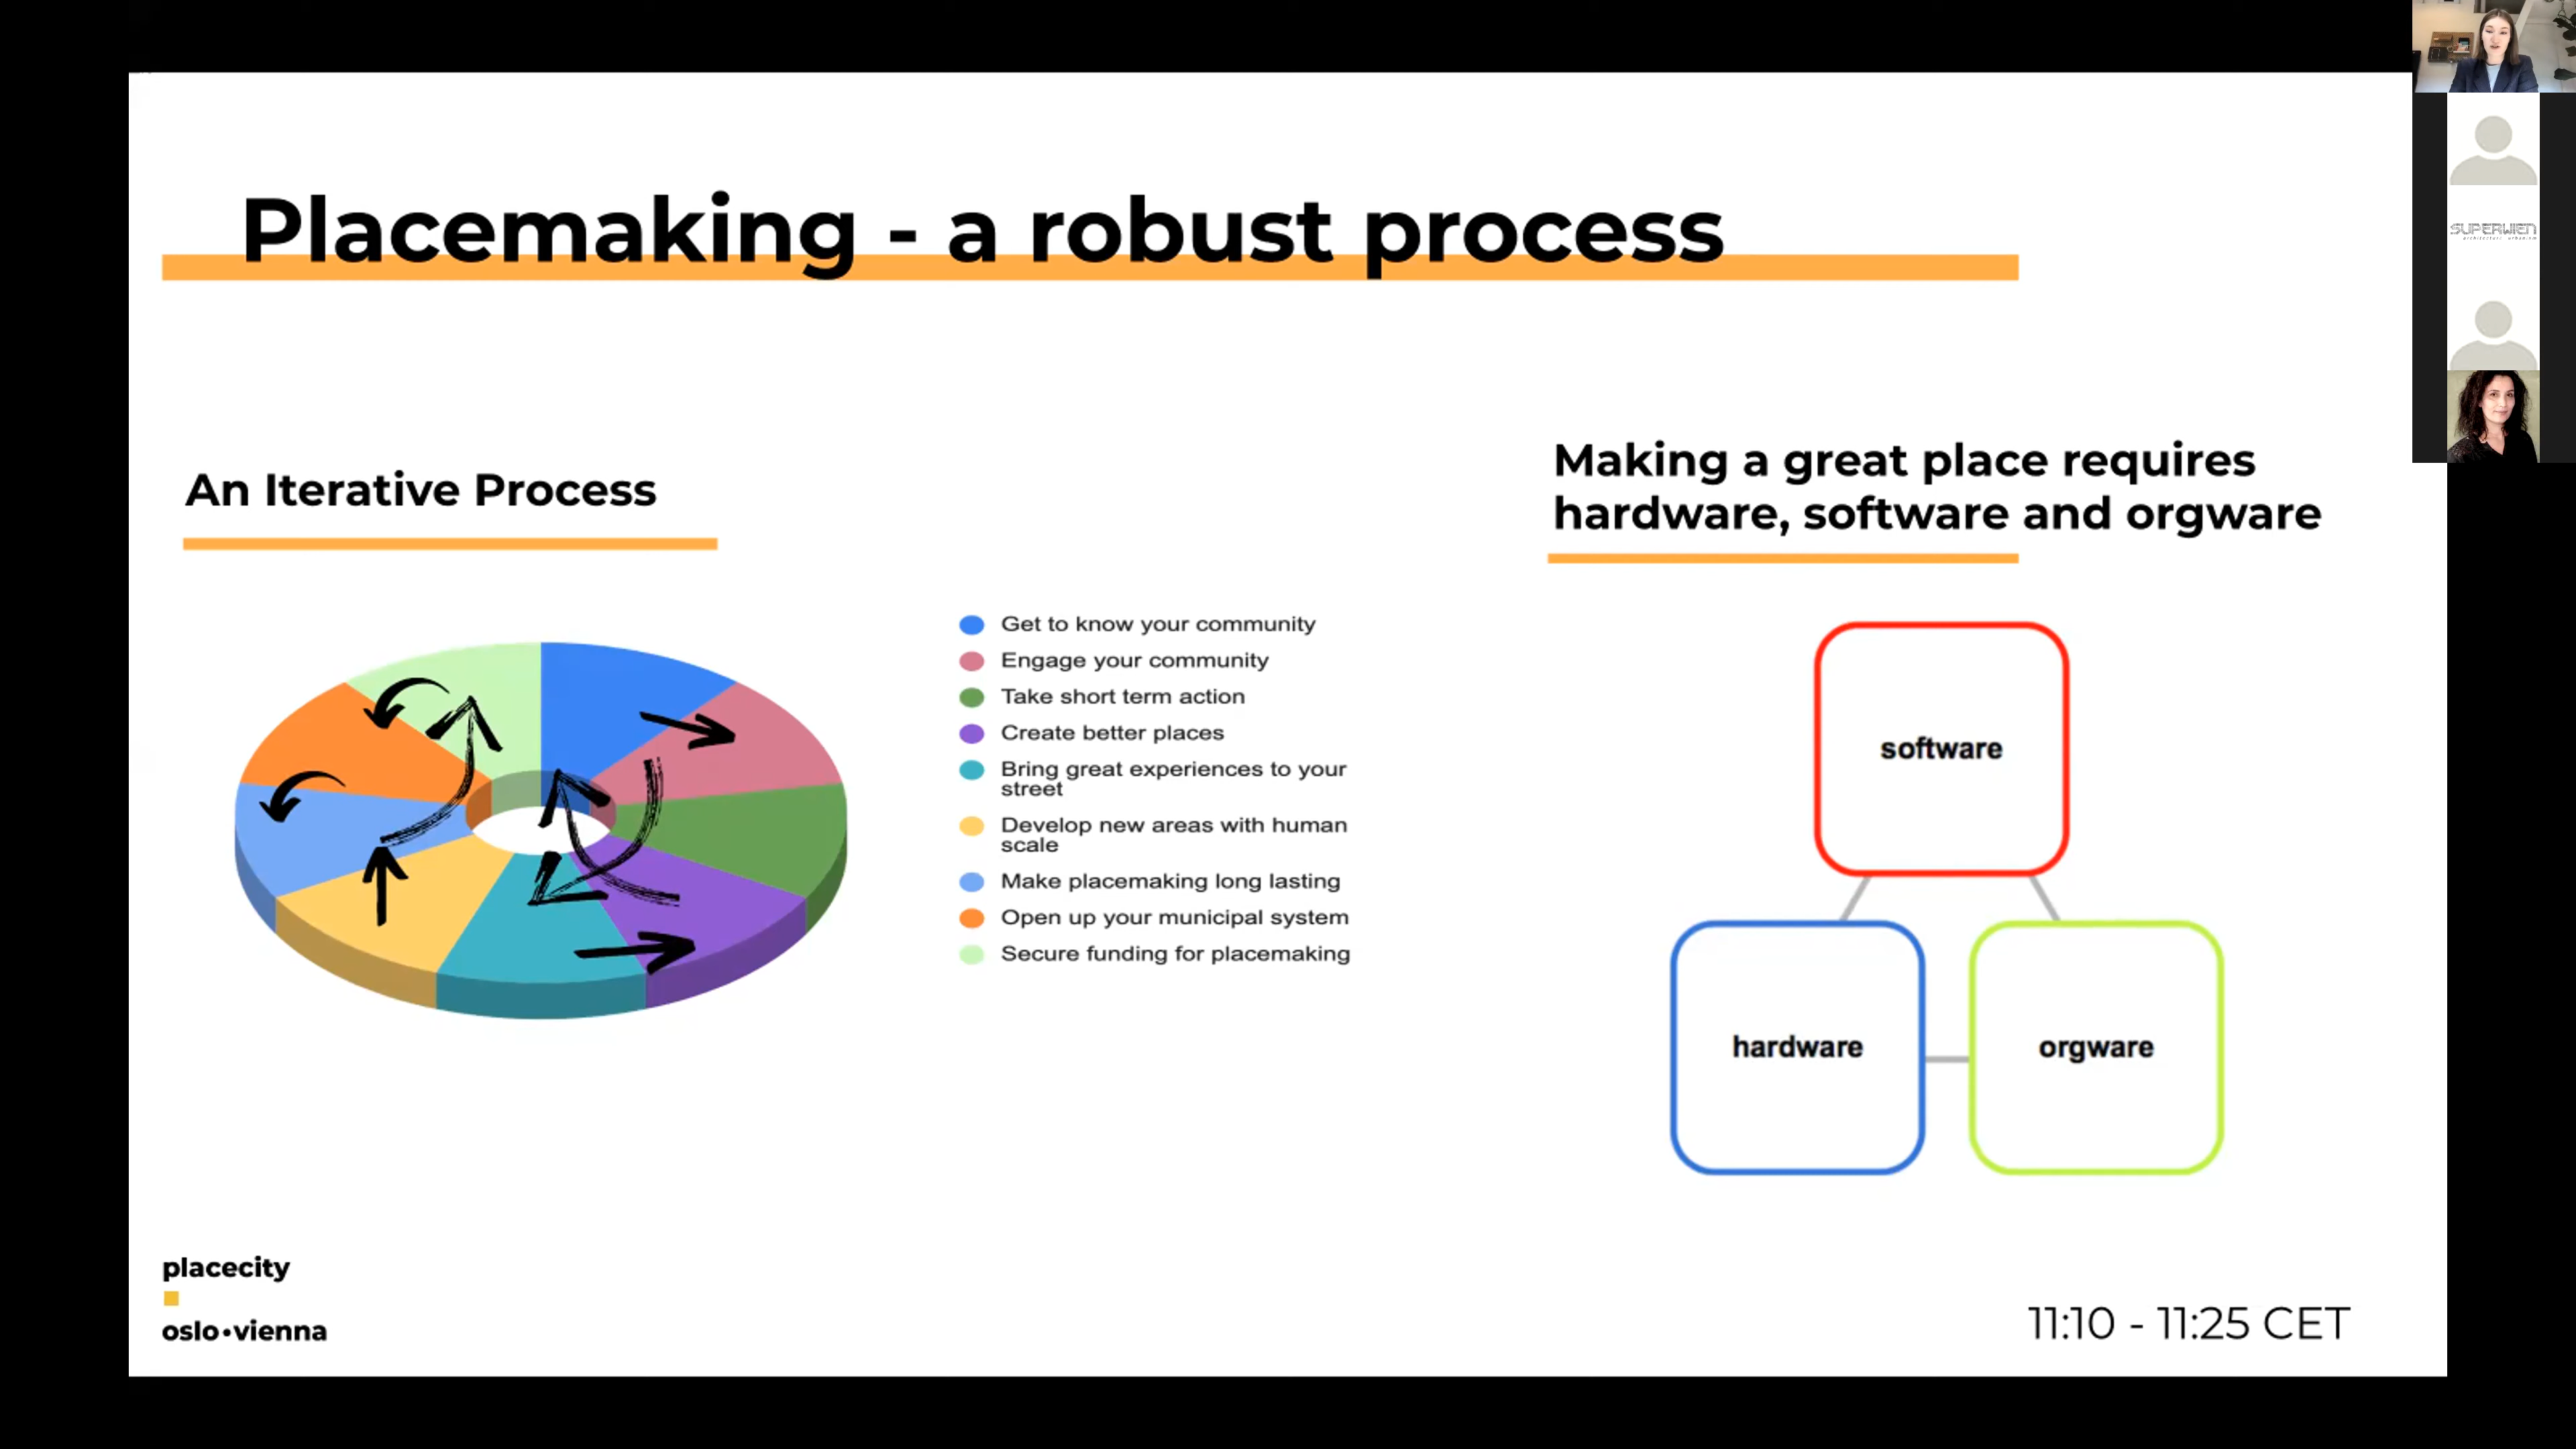 Placemaking - a robust process
An Iterative Process
Get to know your community
Engage your community
Take short term action
Create better places
Bring great experiences to your
street
Develop new areas with human
scale
Make placemaking long lasting
Open up your municipal system
Secure funding for placemaking
Making a great place requires
hardware, software and orgware
software
hardware
orgware
placecity
oslo•vienna
11:10 - 11:25 CET
SUPERWIEN
architecture urbanism